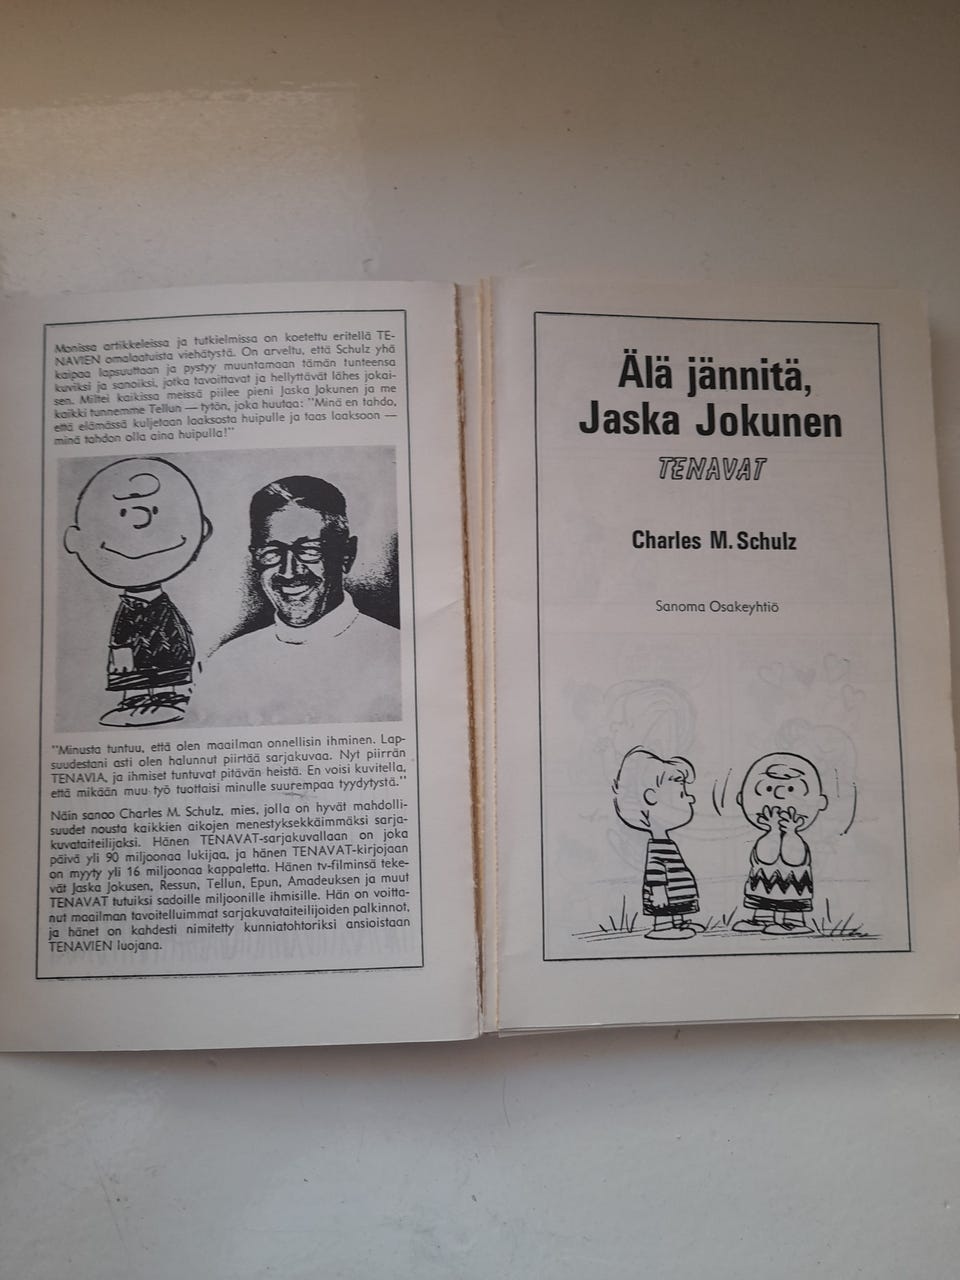 Monissa artikkeleissa ja tutkielmissa on koetettu eritellä TE-
NAVIEN omalaatuista viehätystä. On arveltu, että Schulz yhä
kaipaa lapsuuttaan ja pystyy muuntamaan tämän tunteensa
kuviksi ja sanoiksi, jotka tavoittavat ja hellyttävät lähes jokai-
sen. Miltei kaikissa meissä piilee pieni Jaska Jokunen ja me
kaikki tunnemme Tellun — tytön, joka huutaa: "Minä en tahdo,
että elämässä kuljetaan laaksosta huipulle ja taas laaksoon —
minä tahdon olla aina huipulla!"
"Minusta tuntuu, että olen maailman onnellisin ihminen. Lap-
suudestani asti olen halunnut piirtää sarjakuvaa. Nyt piirrän
TENAVIA, ja ihmiset tuntuvat pitävän heistä. En voisi kuvitella,
että mikään muu työ tuottaisi minulle suurempaa tyydytystä."
Näin sanoo Charles M. Schulz, mies, jolla on hyvät mahdolli-
suudet nousta kaikkien aikojen menestyksekkäimmäksi sarja-
kuvataiteilijaksi. Hänen TENAVAT-sarjakuvallaan on joka
päivä yli 90 miljoonaa lukijaa, ja hänen TENAVAT-kirjojaan
on myyty yli 16 miljoonaa kappaletta. Hänen tv-filminsä teke-
vät Jaska Jokusen, Ressun, Tellun, Epun, Amadeuksen ja muut
TENAVAT tutuiksi sadoille miljoonille ihmisille. Hän on voitta-
nut maailman tavoitelluimmat sarjakuvataiteilijoiden palkinnot,
ja hänet on kahdesti nimitetty kunniatohtoriksi ansioistaan
TENAVIEN luojana.
Älä jännitä,
Jaska Jokunen
TENAVAT
Charles M. Schulz
Sanoma Osakeyhtiö